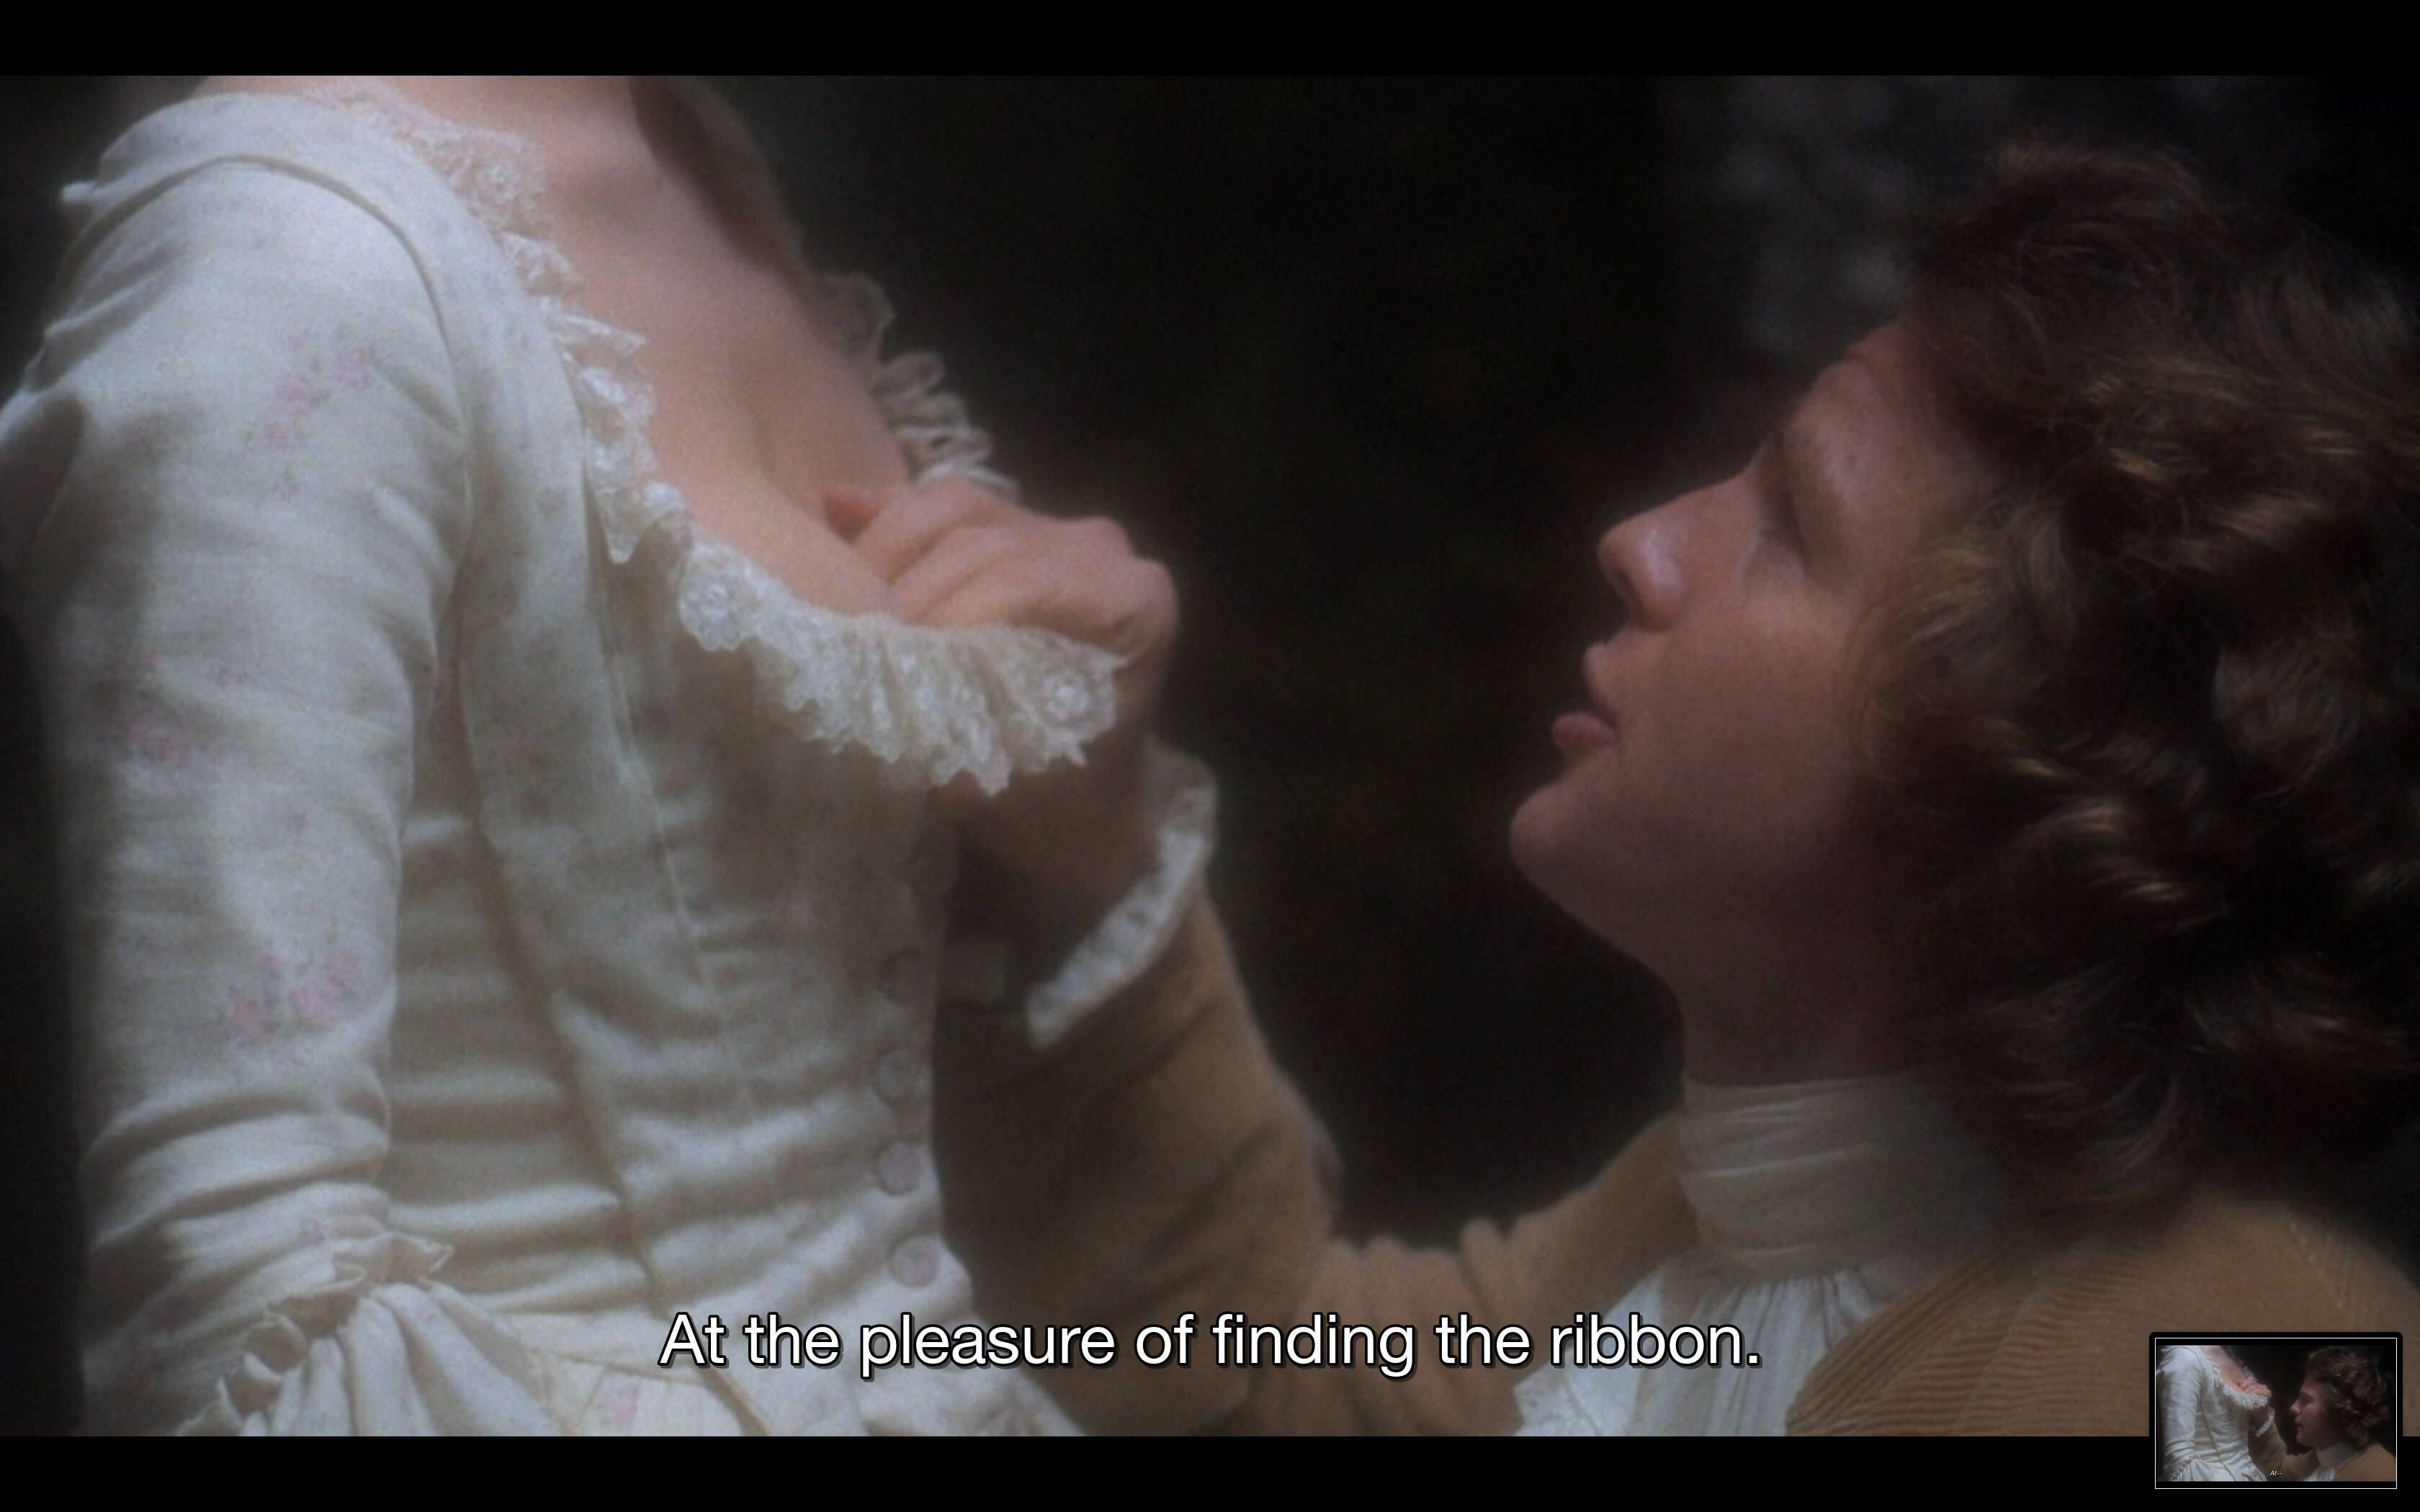 At the pleasure of finding the ribbon.